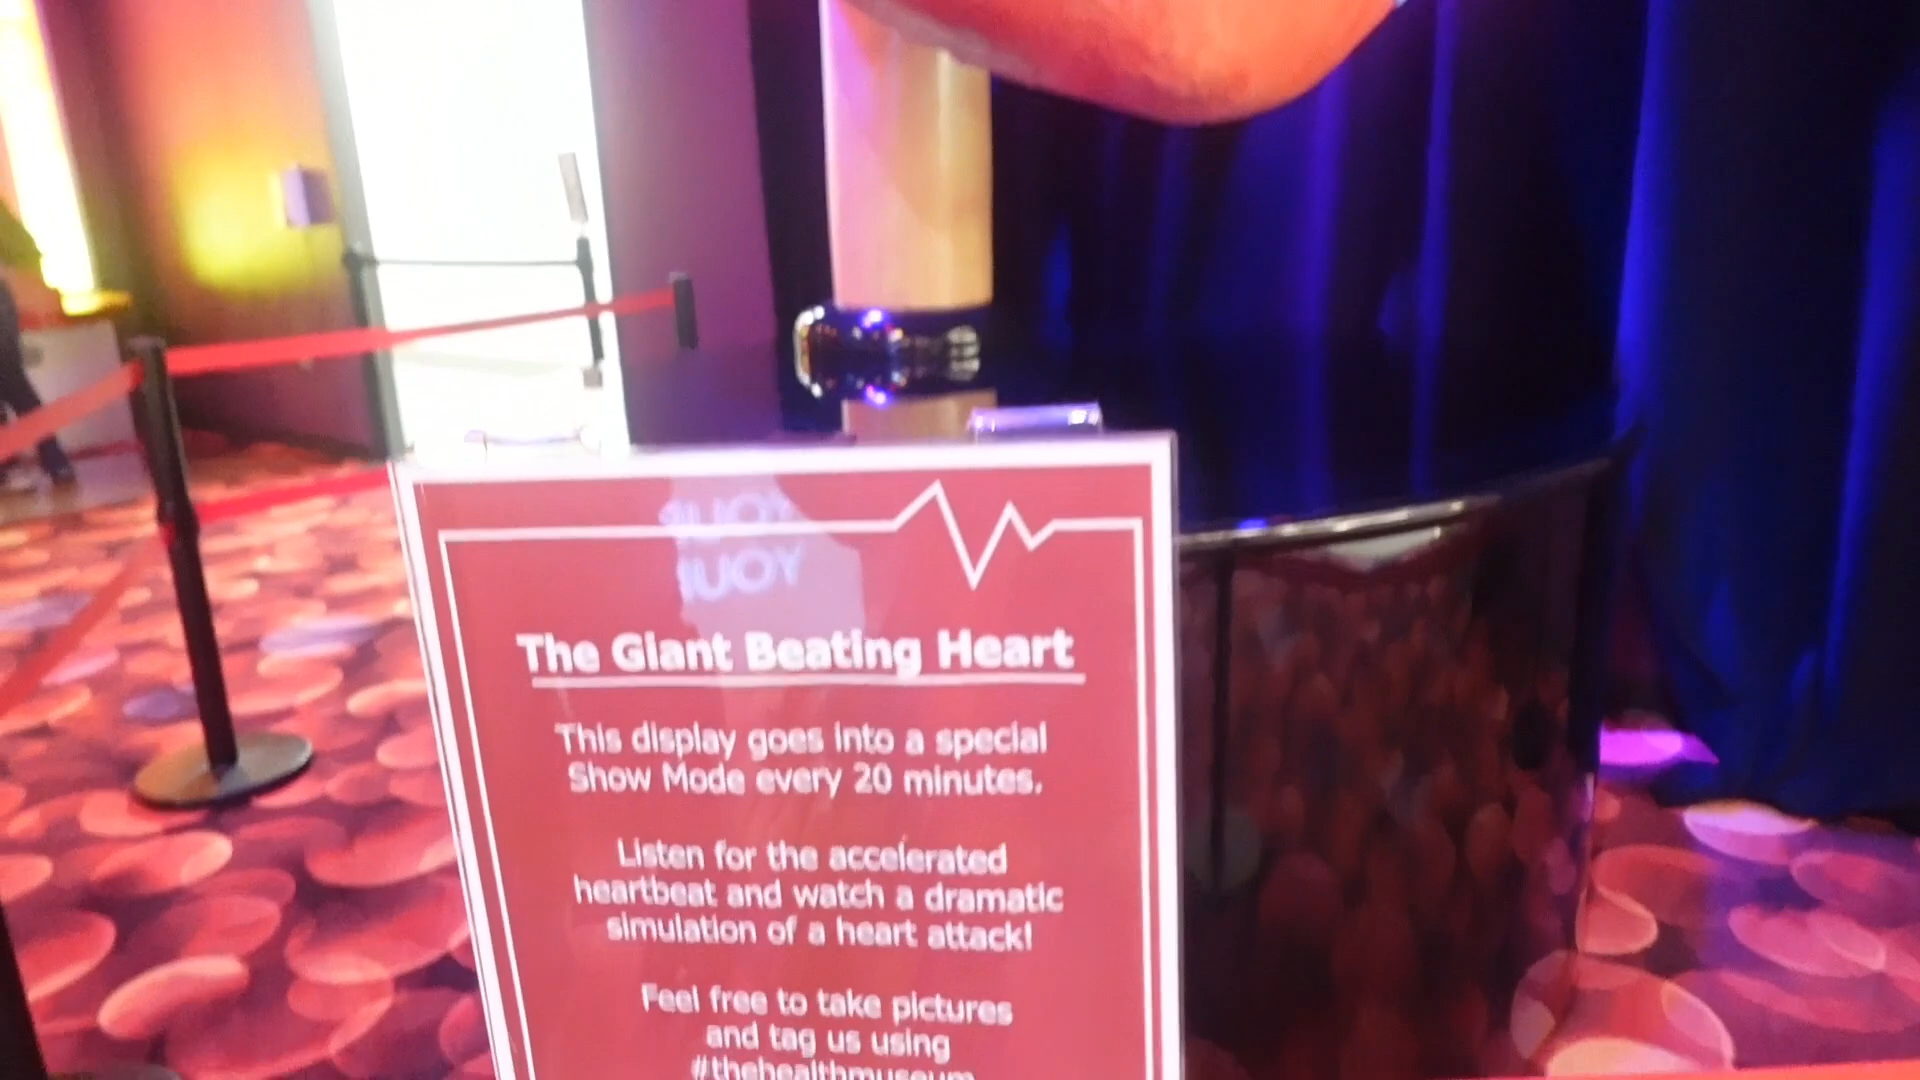 The Giant Beating Heart
This display goes into a special
Show Mode every 20 minutes.
Listen for the accelerated
heartbeat and watch a dramatic
simulation of a heart attack!
Feel free to take pictures
and tag us using
#thehealthmuseum